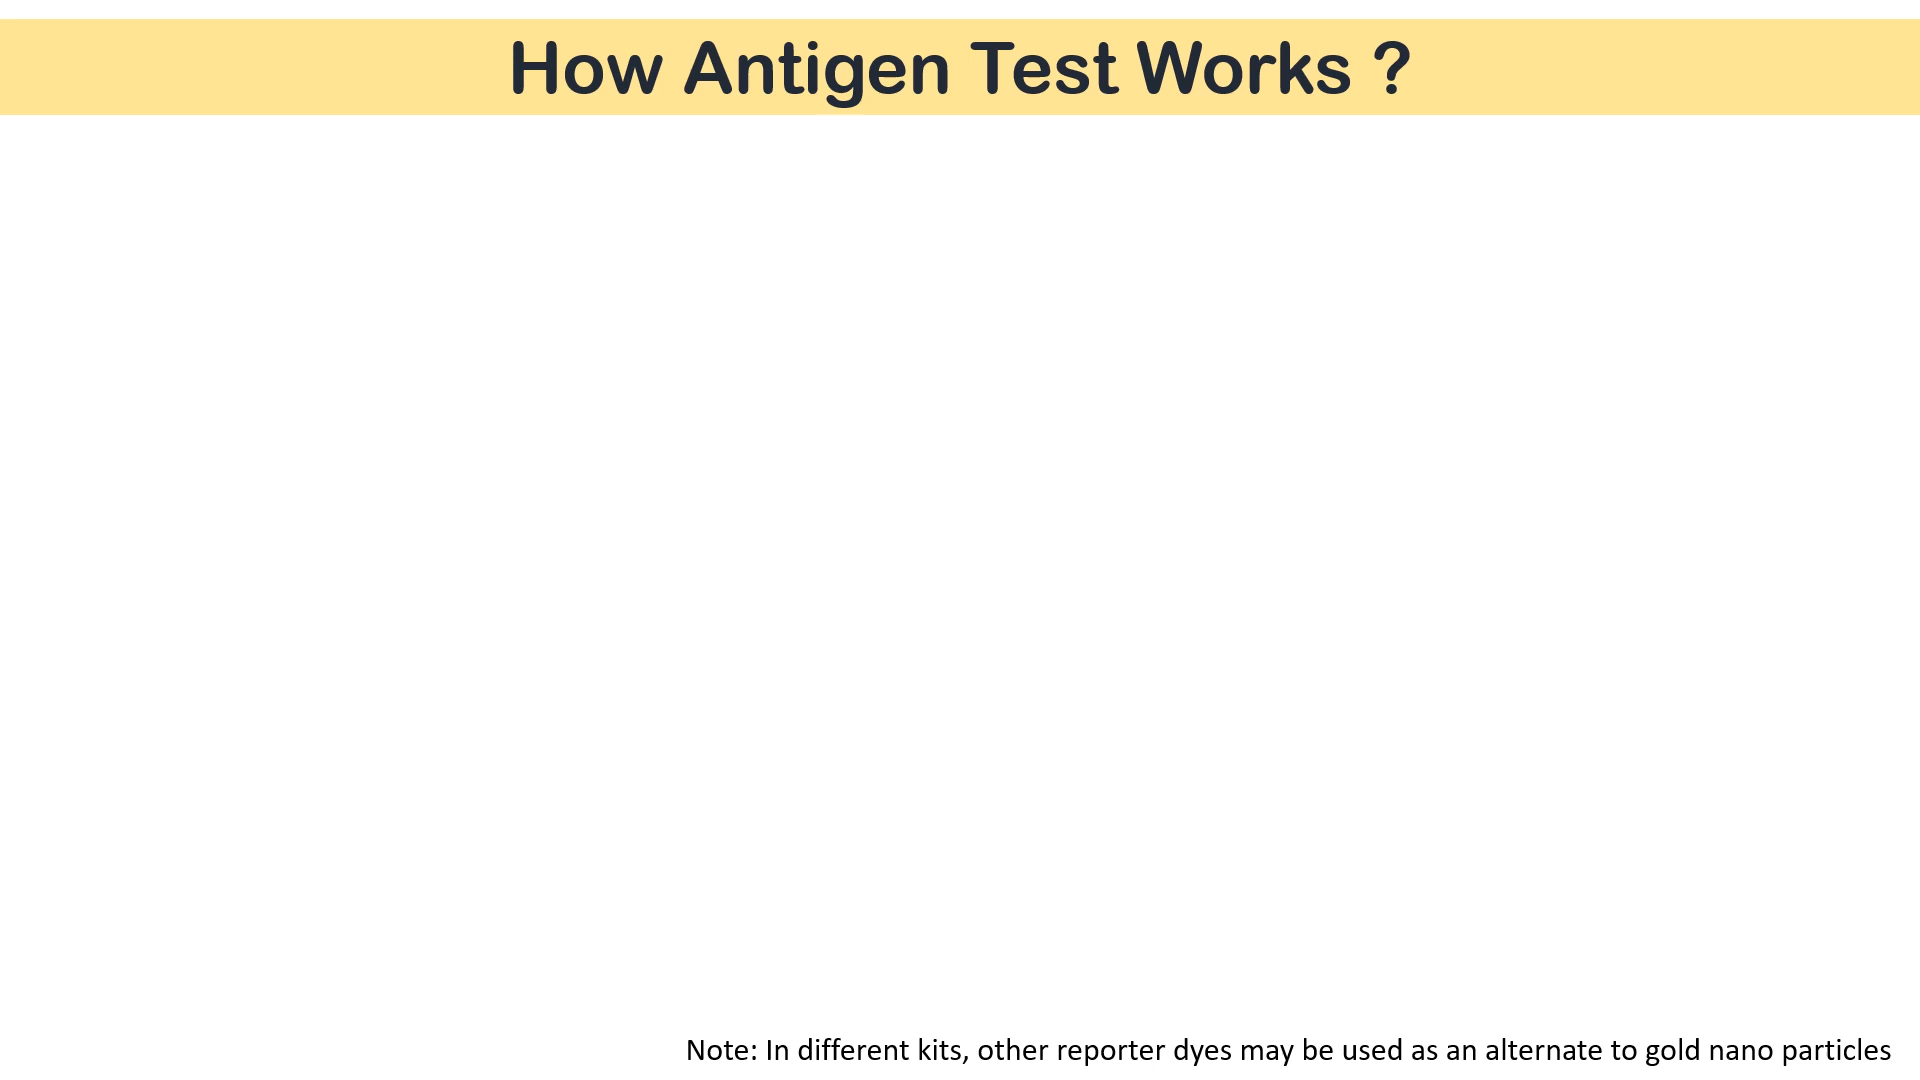 How Antigen Test Works ?
Note: In different kits, other reporter dyes may be used as an alternate to gold nano particles